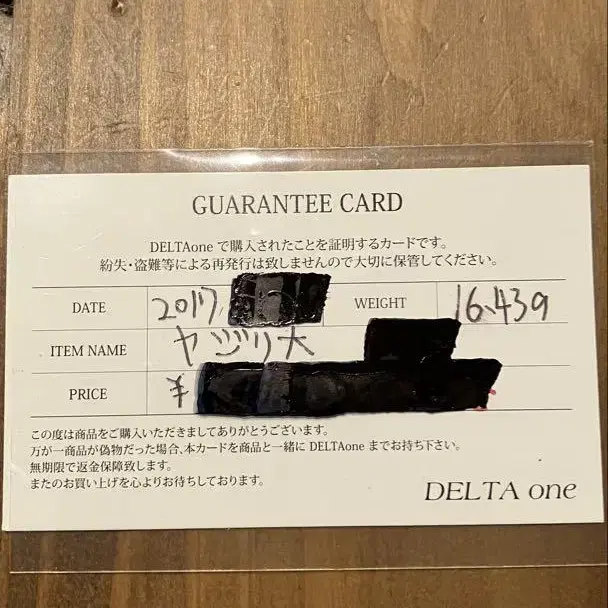 GUARANTEE CARD
DELTAone で購入されたことを証明するカードです。
紛失・盗難等による再発行は致しませんので大切に保管してください。
DATE 2017. WEIGHT 16.43g
ITEM NAME ヤジリ大
PRICE ¥
この度は商品をご購入いただきましてありがとうございます。
万が一商品が偽物だった場合、本カードを商品と一緒に DELTAone までお持ち下さい。
無期限で返金保障致します。
またのお買い上げを心よりお待ちしております。
DELTA one